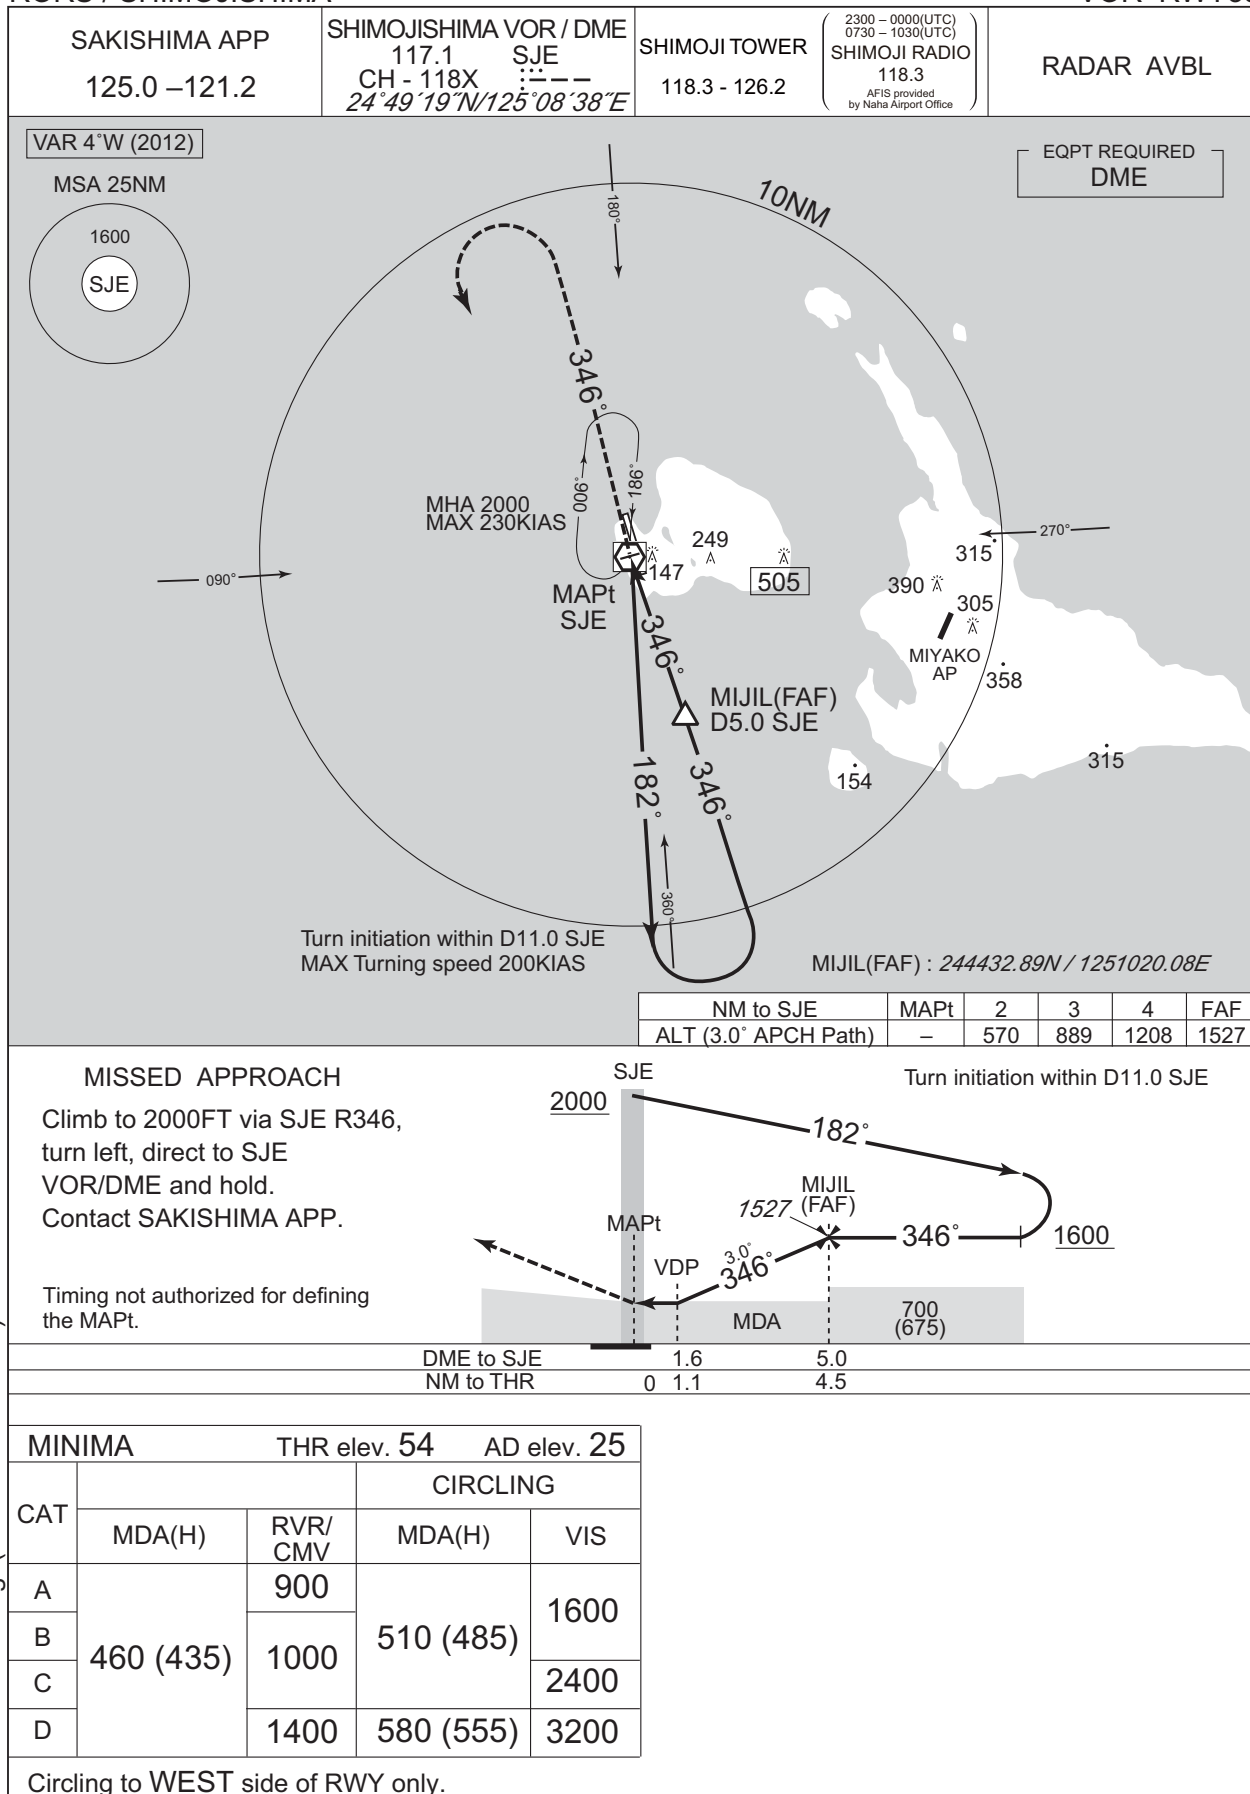 SAKISHIMA APP
125.0 –121.2
SHIMOJISHIMA VOR / DME
117.1 SJE
CH - 118X
24°49´19˝N/125°08´38˝E
SHIMOJI TOWER
118.3 - 126.2
2300 – 0000(UTC)
0730 – 1030(UTC)
SHIMOJI RADIO
118.3
AFIS provided
by Naha Airport Office
RADAR AVBL
VAR 4°W (2012)
MSA 25NM
1600
SJE
EQPT REQUIRED
DME
10NM
180°
346°
006°
186°
MHA 2000
MAX 230KIAS
090°
270°
147
249
505
315
390
305
MIYAKO
AP
358
315
154
MAPt
SJE
346°
MIJIL(FAF)
D5.0 SJE
182°
346°
360°
Turn initiation within D11.0 SJE
MAX Turning speed 200KIAS
MIJIL(FAF) : 244432.89N / 1251020.08E
NM to SJE MAPt 2 3 4 FAF
ALT (3.0° APCH Path) – 570 889 1208 1527
MISSED APPROACH
Climb to 2000FT via SJE R346,
turn left, direct to SJE
VOR/DME and hold.
Contact SAKISHIMA APP.
Timing not authorized for defining
the MAPt.
SJE
2000
Turn initiation within D11.0 SJE
182°
MIJIL
(FAF)
1527
MAPt
VDP
3.0°
346°
346°
1600
MDA
700
(675)
DME to SJE 1.6 5.0
NM to THR 0 1.1 4.5
MINIMA THR elev. 54 AD elev. 25
CAT
CIRCLING
MDA(H)
RVR/
CMV
MDA(H)
VIS
A
B
C
D
460 (435)
900
1000
1400
510 (485)
580 (555)
1600
2400
3200
Circling to WEST side of RWY only.